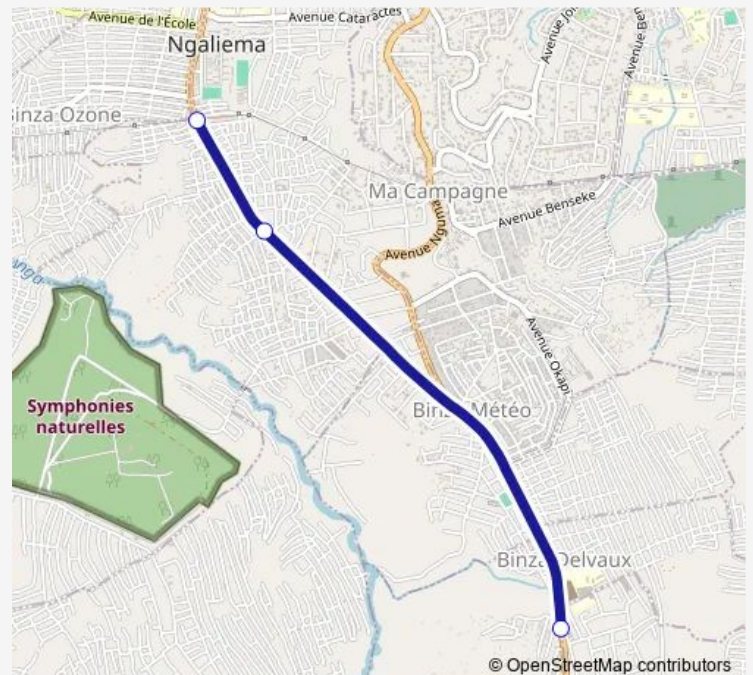 Avenue de l'École
Avenue Cataractes
Ngaliema
Binza Ozone
Ma Campagne
Avenue Benseke
Avenue Nguma
Avenue Okapi
Symphonies
naturelles
Binza Météo
Binza Delvaux
© OpenStreetMap contributors